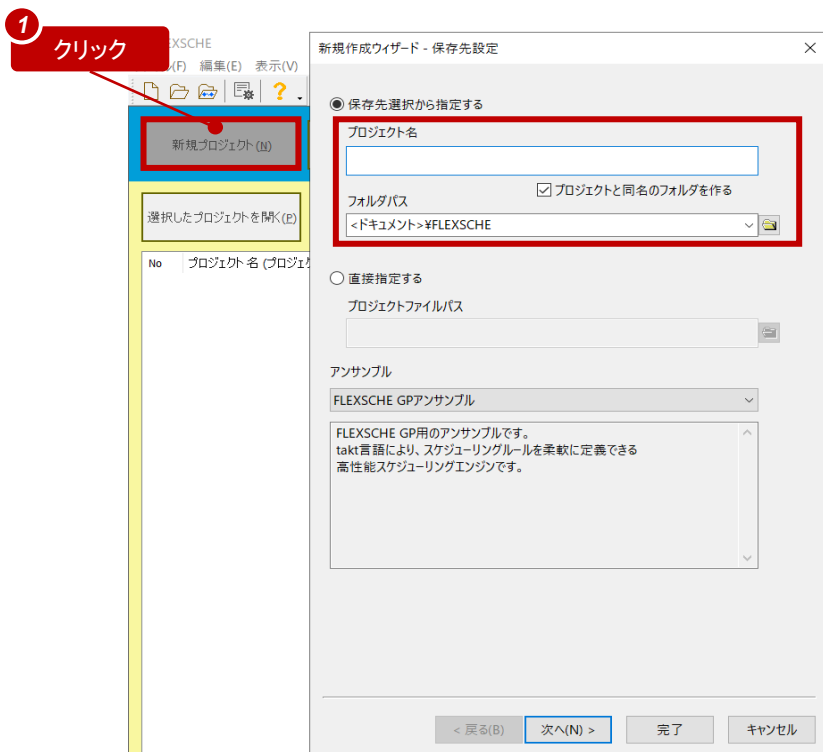 1
クリック
EXSCHE
(F) 編集(E) 表示(V)
新規プロジェクト(N)
選択したプロジェクトを開く(P)
No プロジェクト名 (プロジェ
新規作成ウィザード - 保存先設定
保存先選択から指定する
プロジェクト名
プロジェクトと同名のフォルダを作る
フォルダパス
<ドキュメント>¥FLEXSCHE
直接指定する
プロジェクトファイルパス
アンサンブル
FLEXSCHE GPアンサンブル
FLEXSCHE GP用のアンサンブルです。
takt言語により、スケジューリングルールを柔軟に定義できる
高性能スケジューリングエンジンです。
< 戻る(B) 次へ(N) > 完了 キャンセル